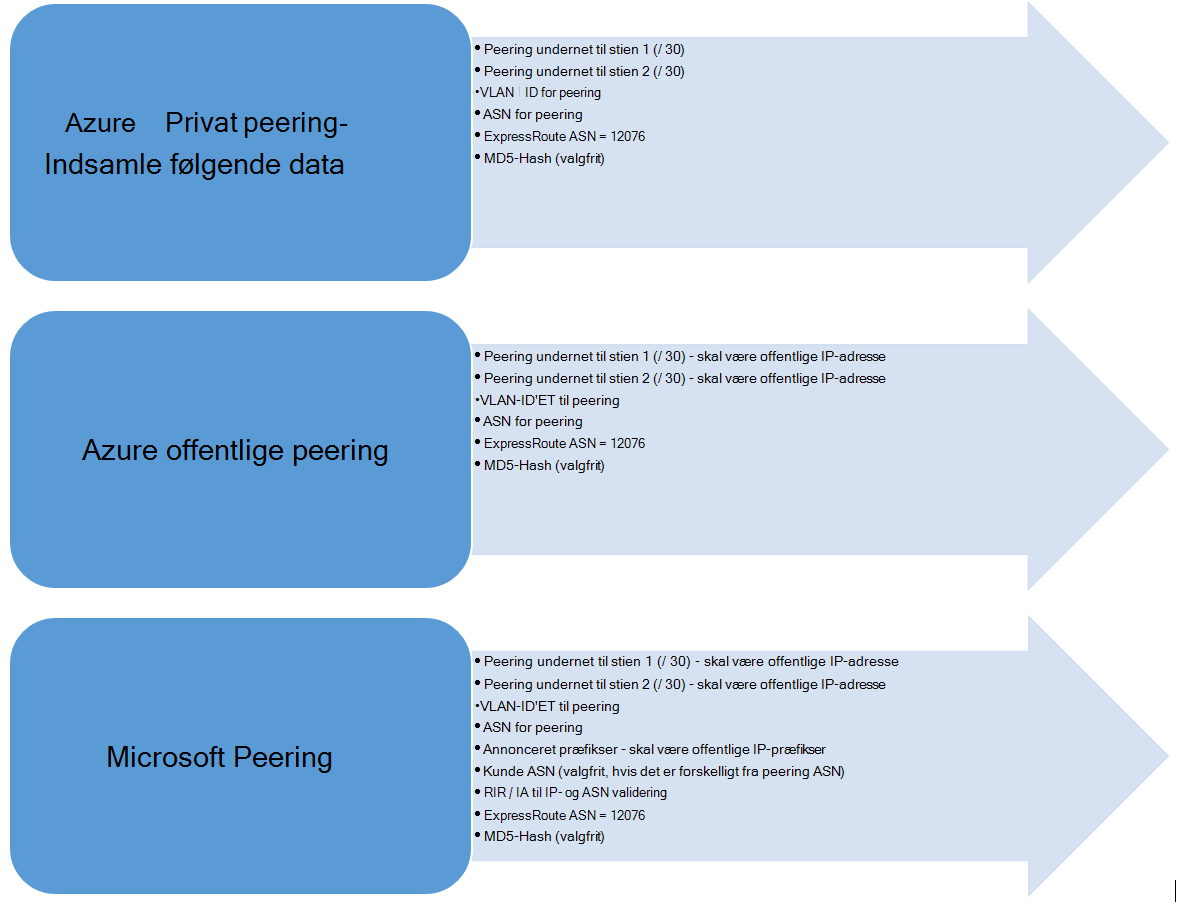 Azure Privat peering-
Indsamle følgende data
• Peering undernet til stien 1 (/ 30)
• Peering undernet til stien 2 (/ 30)
•VLAN ID for peering
• ASN for peering
• ExpressRoute ASN = 12076
• MD5-Hash (valgfrit)
Azure offentlige peering
• Peering undernet til stien 1 (/ 30) - skal være offentlige IP-adresse
• Peering undernet til stien 2 (/ 30) - skal være offentlige IP-adresse
•VLAN-ID'ET til peering
• ASN for peering
• ExpressRoute ASN = 12076
• MD5-Hash (valgfrit)
Microsoft Peering
• Peering undernet til stien 1 (/ 30) - skal være offentlige IP-adresse
• Peering undernet til stien 2 (/ 30) - skal være offentlige IP-adresse
•VLAN-ID'ET til peering
• ASN for peering
• Annonceret præfikser - skal være offentlige IP-præfikser
• Kunde ASN (valgfrit, hvis det er forskelligt fra peering ASN)
• RIR / IA til IP- og ASN validering
• ExpressRoute ASN = 12076
• MD5-Hash (valgfrit)